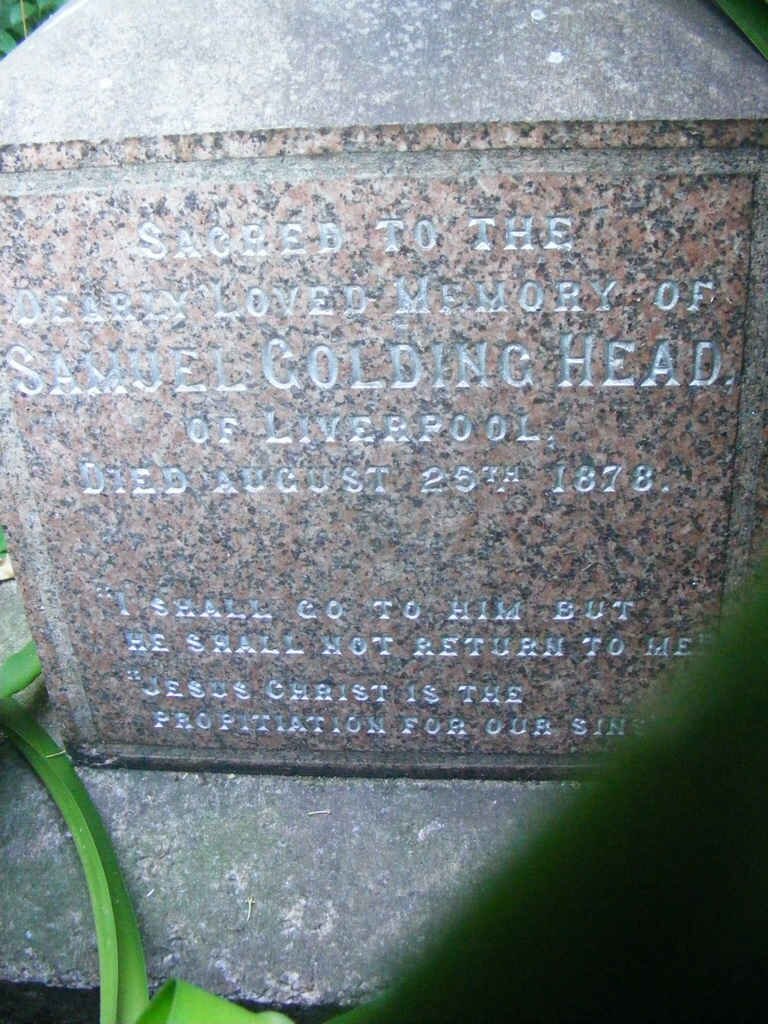 SACRED TO THE
DEARLY LOVED MEMORY OF
SAMUEL GOLDING HEAD,
OF LIVERPOOL,
DIED AUGUST 25TH 1878.
"I SHALL GO TO HIM BUT
HE SHALL NOT RETURN TO ME"
"JESUS CHRIST IS THE
PROPITIATION FOR OUR SINS